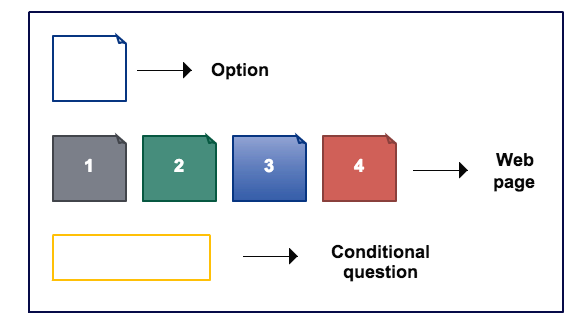 Option
1 2 3 4
Web
page
Conditional
question